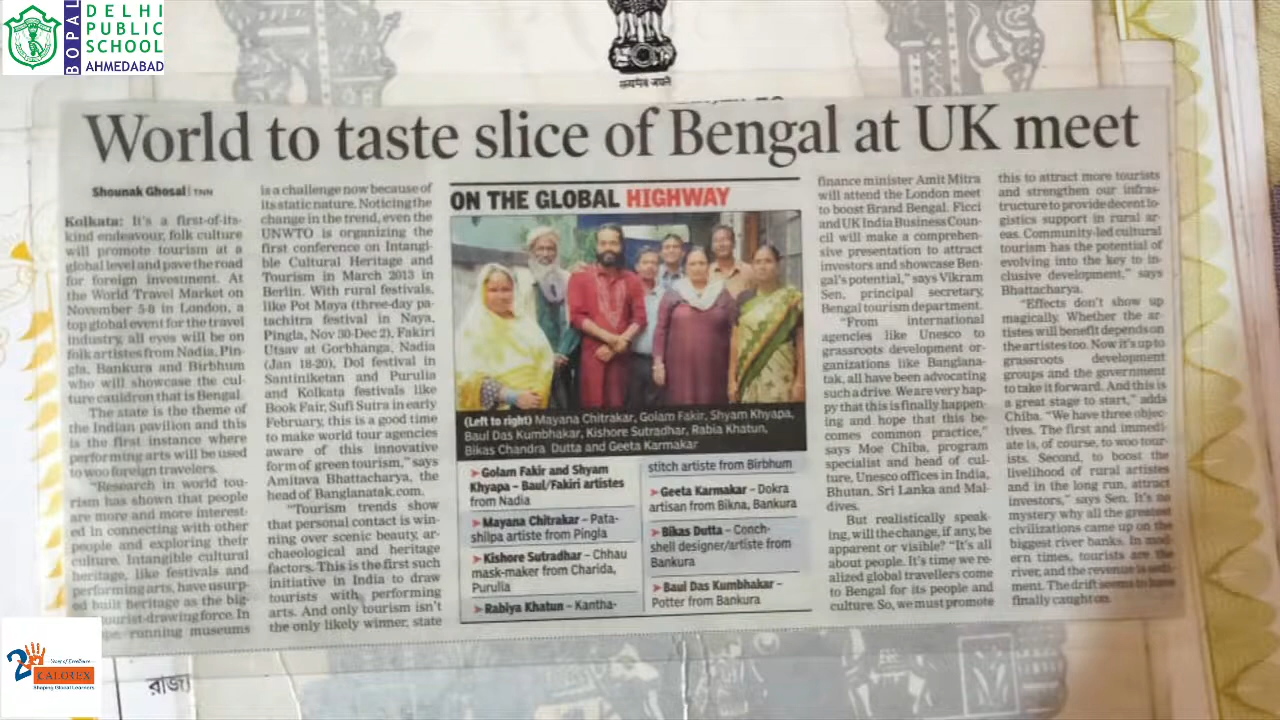 BOPAL
DELHI
PUBLIC
SCHOOL
AHMEDABAD
सत्यमेव जयते
World to taste slice of Bengal at UK meet
Shounak Ghosal | TNN
Kolkata: It's a first-of-its-
kind endeavour, folk culture
will promote tourism at a
global level and pave the road
for foreign investment. At
the World Travel Market on
November 5-8 in London, a
top global event for the travel
industry, all eyes will be on
folk artistes from Nadia, Pin-
gla, Bankura and Birbhum
who will showcase the cul-
ture cauldron that is Bengal.
The state is the theme of
the Indian pavilion and this
is the first instance where
performing arts will be used
to woo foreign travelers.
"Research in world tou-
rism has shown that people
are more and more interest-
ed in connecting with other
people and exploring their
culture. Intangible cultural
heritage, like festivals and
performing arts, have usurp-
ed built heritage as the big-
tourist-drawing force. In
running museums
is a challenge now because of
its static nature. Noticing the
change in the trend, even the
UNWTO is organizing the
first conference on Intangi-
ble Cultural Heritage and
Tourism in March 2013 in
Berlin. With rural festivals,
like Pot Maya (three-day pa-
tachitra festival in Naya,
Pingla, Nov 30-Dec 2), Fakiri
Utsav at Gorbhanga, Nadia
(Jan 18-20), Dol festival in
Santiniketan and Purulia
and Kolkata festivals like
Book Fair, Sufi Sutra in early
February, this is a good time
to make world tour agencies
aware of this innovative
form of green tourism," says
Amitava Bhattacharya, the
head of Banglanatak.com.
"Tourism trends show
that personal contact is win-
ning over scenic beauty, ar-
chaeological and heritage
factors. This is the first such
initiative in India to draw
tourists with performing
arts. And only tourism isn't
the only likely winner, state
ON THE GLOBAL HIGHWAY
(Left to right) Mayana Chitrakar, Golam Fakir, Shyam Khyapa,
Baul Das Kumbhakar, Kishore Sutradhar, Rabia Khatun,
Bikas Chandra Dutta and Geeta Karmakar
➤ Golam Fakir and Shyam
Khyapa – Baul/Fakiri artistes
from Nadia
➤ Mayana Chitrakar – Pata-
shilpa artiste from Pingla
➤ Kishore Sutradhar – Chhau
mask-maker from Charida,
Purulia
➤ Rabiya Khatun – Kantha-
stitch artiste from Birbhum
➤ Geeta Karmakar – Dokra
artisan from Bikna, Bankura
➤ Bikas Dutta – Conch-
shell designer/artiste from
Bankura
➤ Baul Das Kumbhakar –
Potter from Bankura
finance minister Amit Mitra
will attend the London meet
to boost Brand Bengal. Ficci
and UK India Business Coun-
cil will make a comprehen-
sive presentation to attract
investors and showcase Ben-
gal's potential," says Vikram
Sen, principal secretary,
Bengal tourism department.
"From international
agencies like Unesco to
grassroots development or-
ganizations like Banglana-
tak, all have been advocating
such a drive. We are very hap-
py that this is finally happen-
ing and hope that this be-
comes common practice,"
says Moe Chiba, program
specialist and head of cul-
ture, Unesco offices in India,
Bhutan, Sri Lanka and Mal-
dives.
But realistically speak-
ing, will the change, if any, be
apparent or visible? "It's all
about people. It's time we re-
alized global travellers come
to Bengal for its people and
culture. So, we must promote
this to attract more tourists
and strengthen our infras-
tructure to provide decent lo-
gistics support in rural ar-
eas. Community-led cultural
tourism has the potential of
evolving into the key to in-
clusive development," says
Bhattacharya.
"Effects don't show up
magically. Whether the ar-
tistes will benefit depends on
the artistes too. Now it's up to
grassroots development
groups and the government
to take it forward. And this is
a great stage to start," adds
Chiba. "We have three objec-
tives. The first and immedi-
ate is, of course, to woo tour-
ists. Second, to boost the
livelihood of rural artistes
and in the long run, attract
investors," says Sen. It's no
mystery why all the greatest
civilizations came up on the
biggest river banks. In mod-
ern times, tourists are the
river, and the revenue is sedi-
ment. The drift seems to have
finally caught on.
Years of Excellence
KALOREX
Shaping Global Learners
রাজ্য